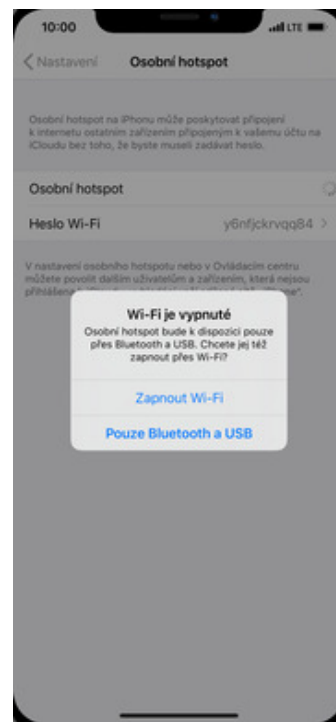 10:00
LTE
Nastavení Osobní hotspot
Osobní hotspot na iPhonu může poskytovat připojení
k internetu ostatním zařízením připojeným k vašemu účtu na
iCloudu bez toho, že byste museli zadávat heslo.
Osobní hotspot
Heslo Wi-Fi y6nfjckrvqq84
V nastavení osobního hotspotu nebo v Ovládacím centru
můžete povolit dalším uživatelům a zařízením, která nejsou
přihlášena
Wi-Fi je vypnuté
Osobní hotspot bude k dispozici pouze
přes Bluetooth a USB. Chcete jej též
zapnout přes Wi-Fi?
Zapnout Wi-Fi
Pouze Bluetooth a USB